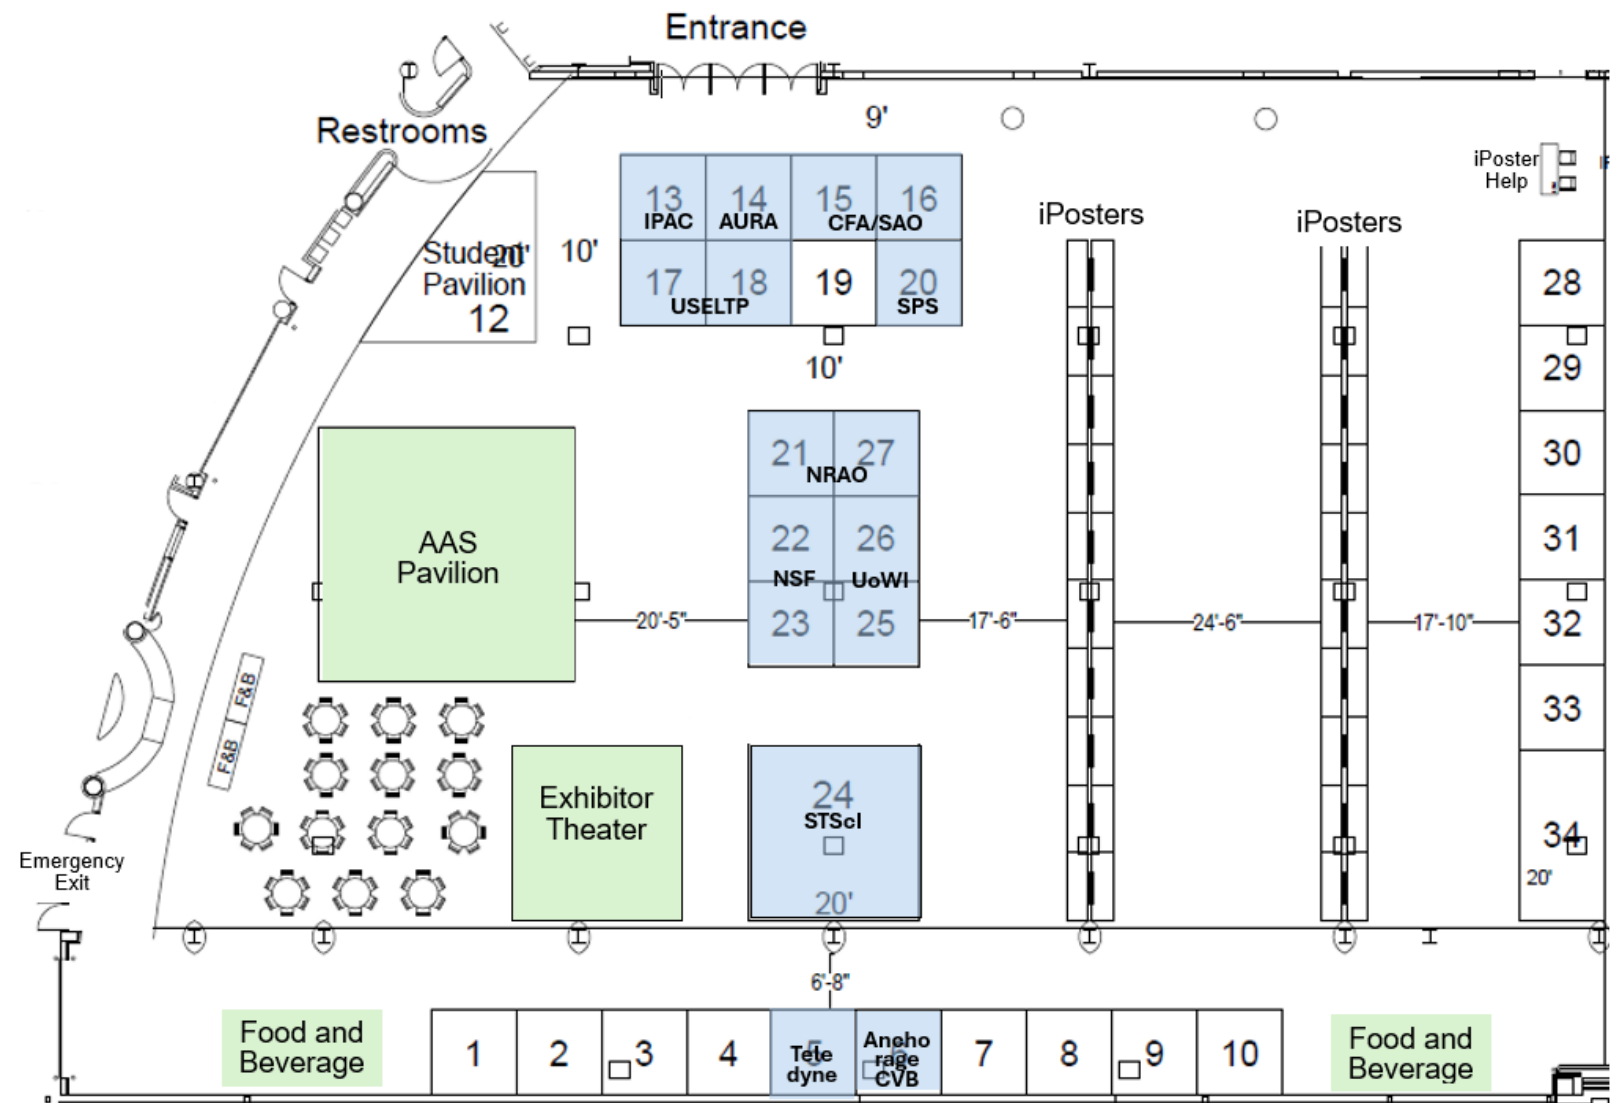 Entrance
Restrooms
9'
iPoster
Help
13
14
15
16
IPAC
AURA
CFA/SAO
iPosters
iPosters
Student
20'
Pavilion
12
10'
17
18
19
20
USELTP
SPS
28
10'
29
21
27
NRAO
30
AAS
Pavilion
22
26
31
NSF
UoWI
20'-5"
23
25
17'-6"
24'-6"
17'-10"
32
F&B
F&B
33
Exhibitor
Theater
24
STScI
20'
34
20'
Emergency
Exit
6'-8"
Food and
Beverage
1
2
3
4
5
Tele
dyne
6
Ancho
rage
CVB
7
8
9
10
Food and
Beverage